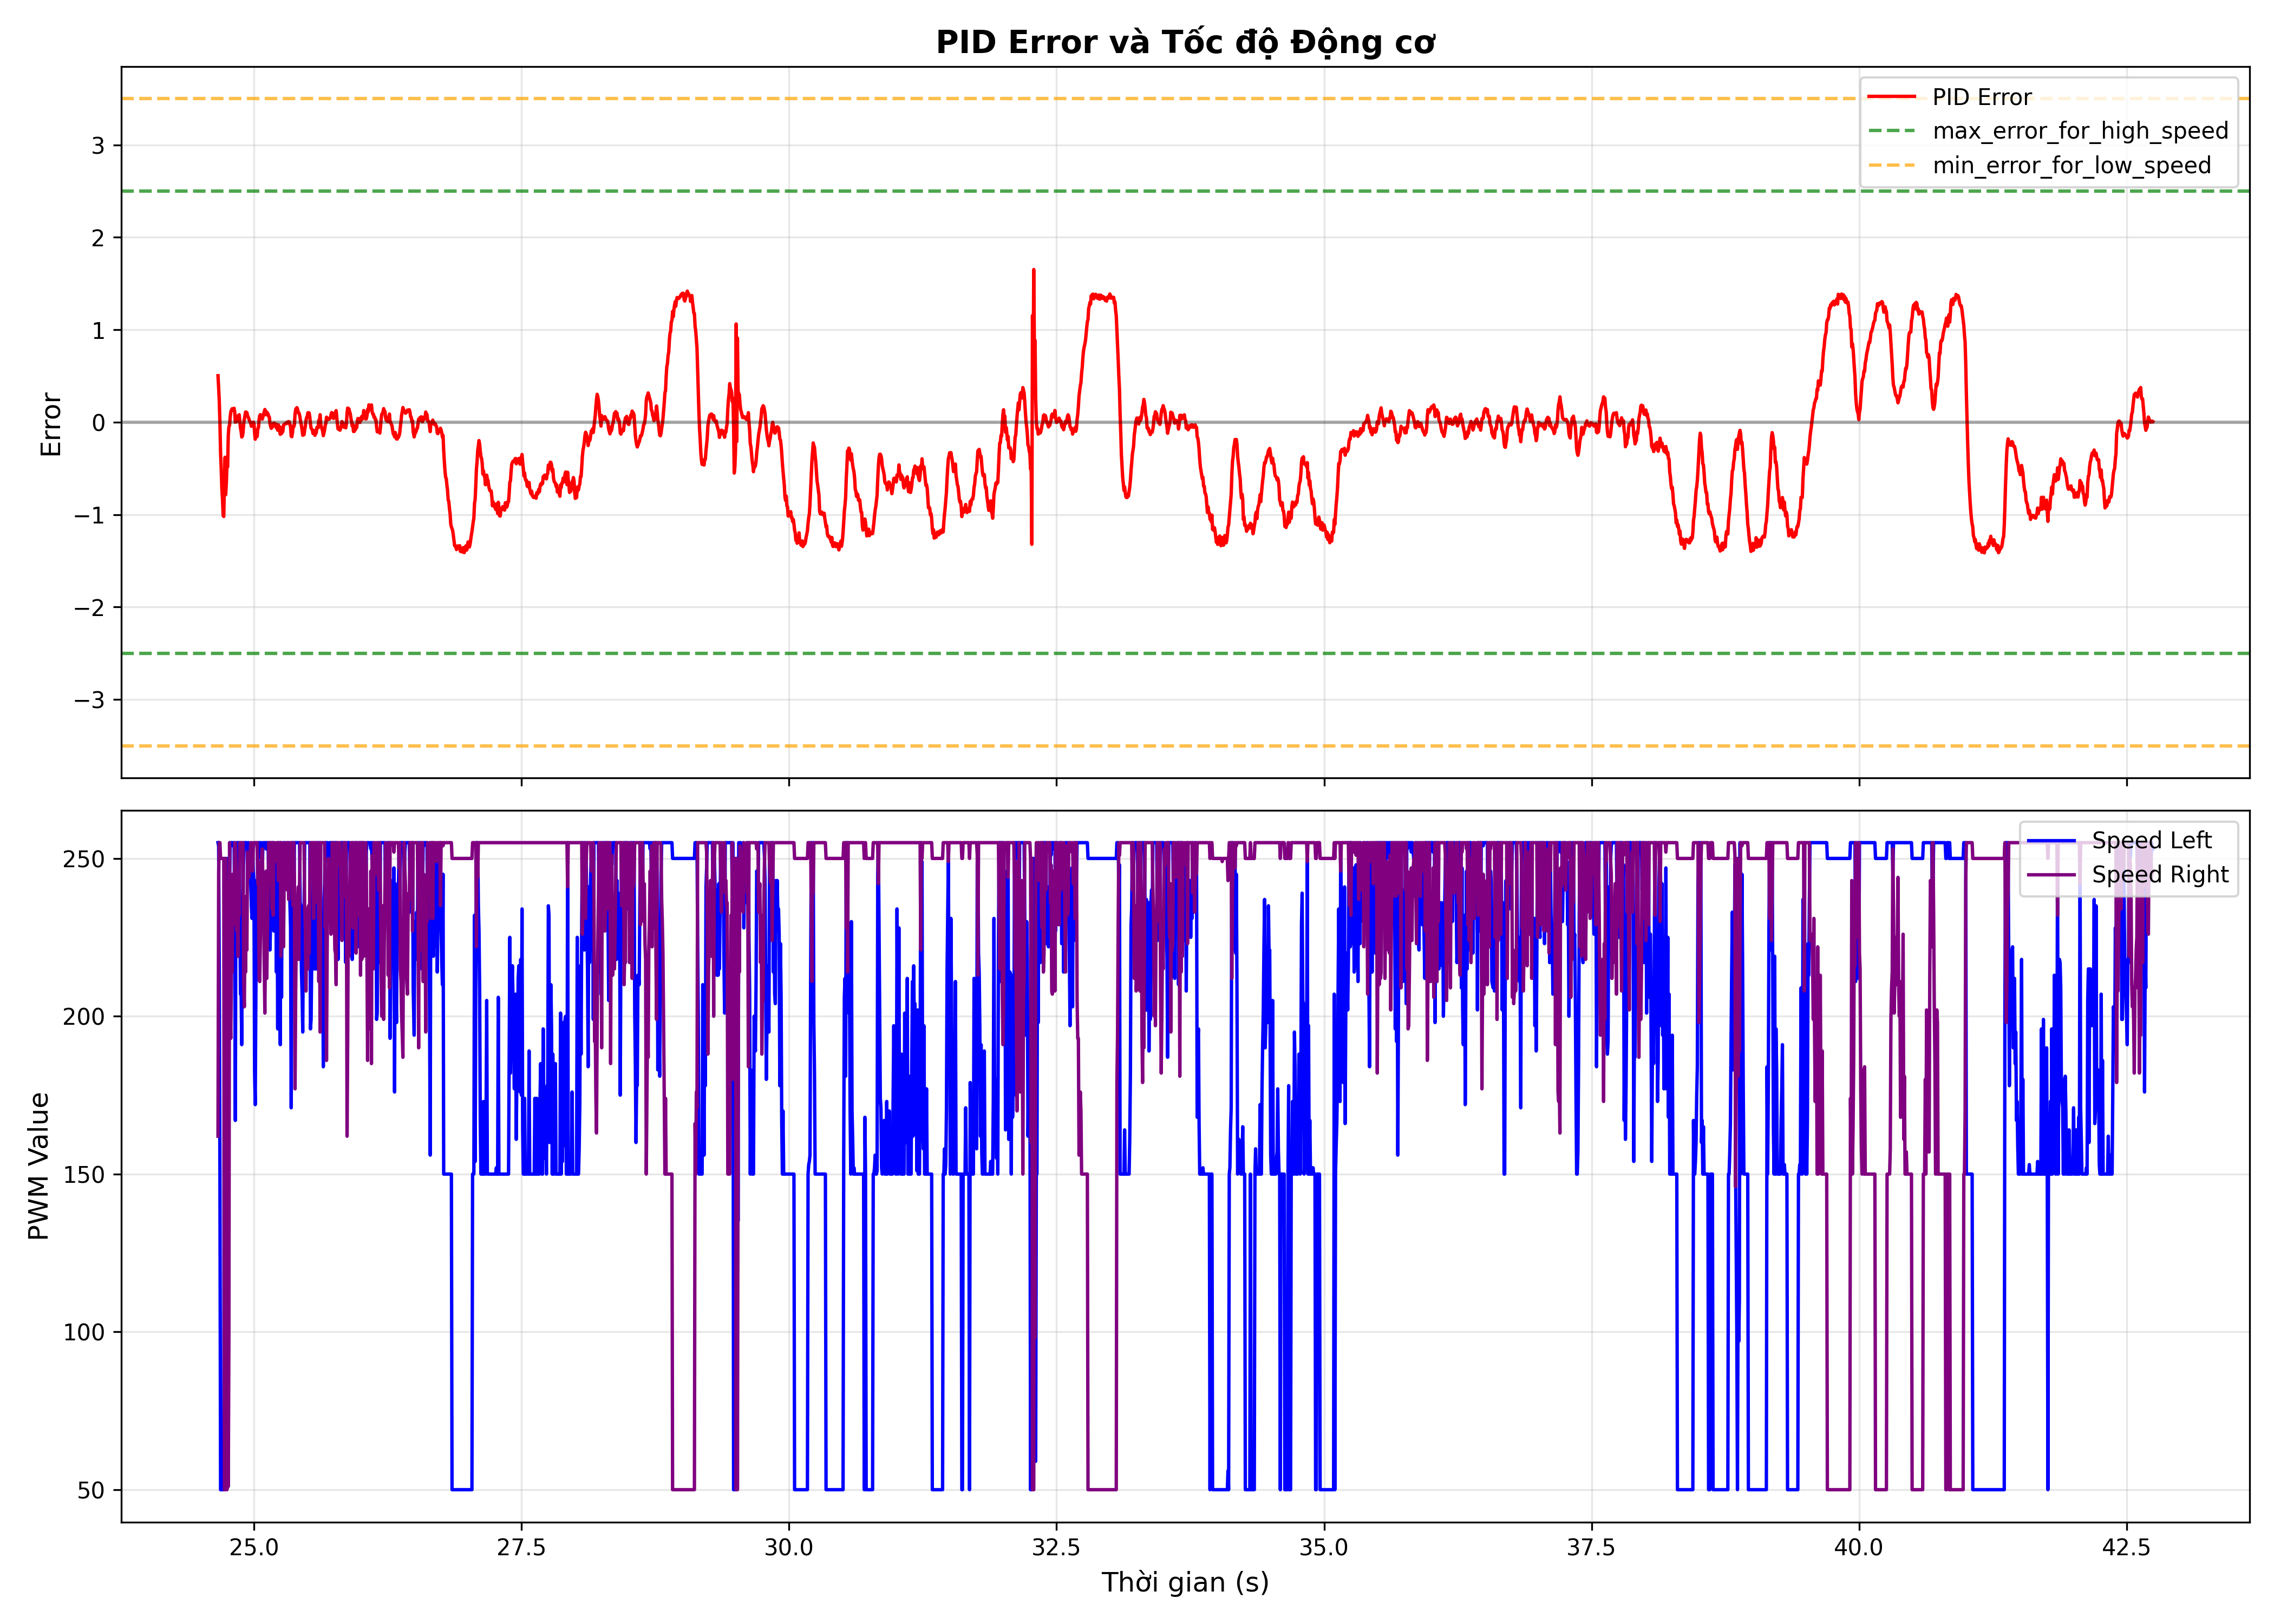 PID Error và Tốc độ Động cơ
PID Error
max_error_for_high_speed
min_error_for_low_speed
Error
3
2
1
0
−1
−2
−3
Speed Left
Speed Right
PWM Value
250
200
150
100
50
25.0 27.5 30.0 32.5 35.0 37.5 40.0 42.5
Thời gian (s)